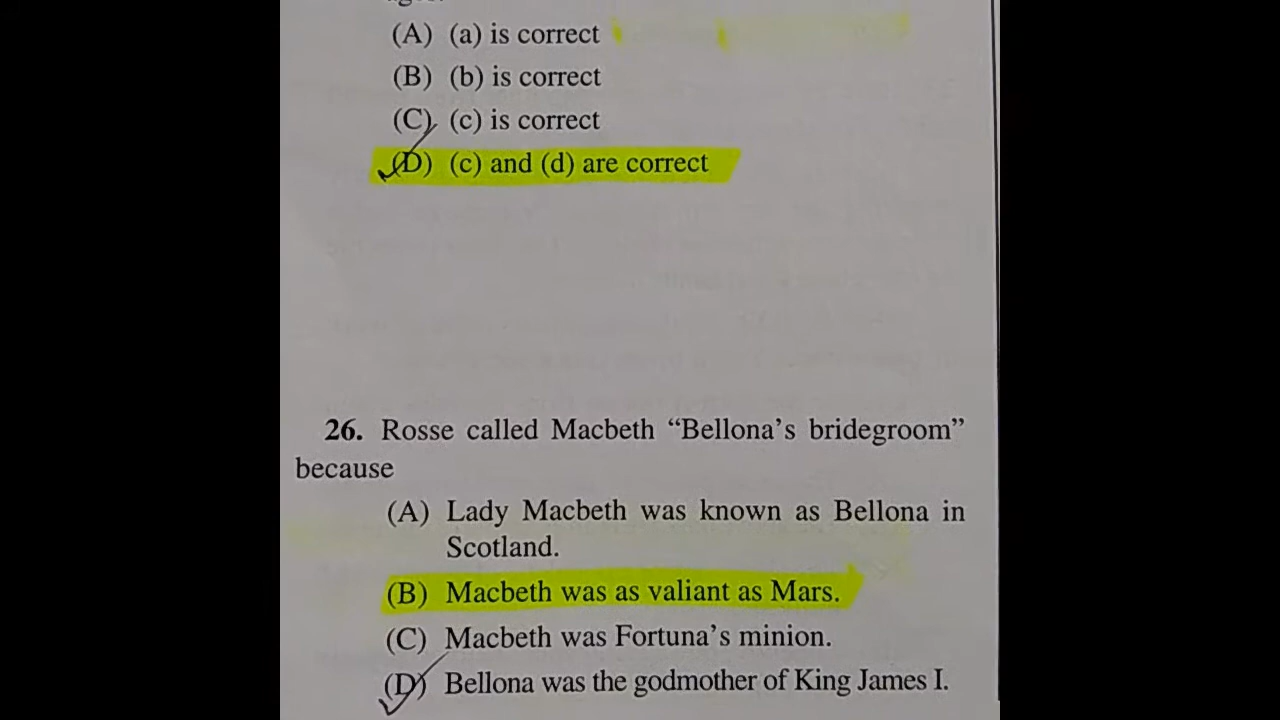 (A) (a) is correct
(B) (b) is correct
(C) (c) is correct
(D) (c) and (d) are correct
26. Rosse called Macbeth “Bellona’s bridegroom”
because
(A) Lady Macbeth was known as Bellona in
Scotland.
(B) Macbeth was as valiant as Mars.
(C) Macbeth was Fortuna’s minion.
(D) Bellona was the godmother of King James I.